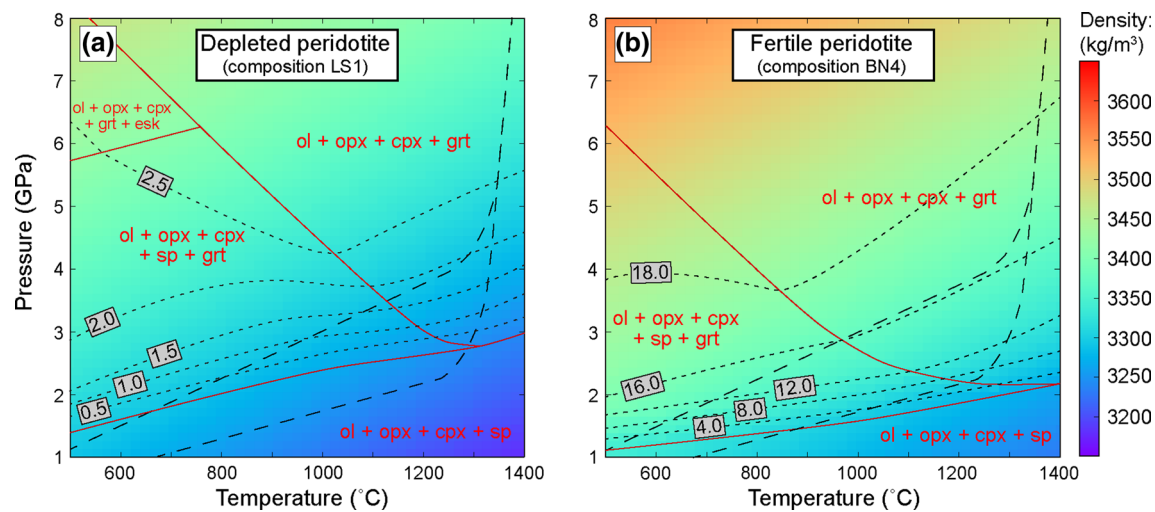 (a)
Depleted peridotite
(composition LS1)
ol + opx + cpx
+ grt + esk
ol + opx + cpx + grt
2.5
ol + opx + cpx
+ sp + grt
2.0
1.5
1.0
0.5
ol + opx + cpx + sp
8
7
6
5
4
3
2
1
Pressure (GPa)
600
800
1000
1200
1400
Temperature (˚C)
(b)
Fertile peridotite
(composition BN4)
ol + opx + cpx + grt
18.0
ol + opx + cpx
+ sp + grt
16.0
12.0
8.0
4.0
ol + opx + cpx + sp
8
7
6
5
4
3
2
1
600
800
1000
1200
1400
Temperature (˚C)
Density:
(kg/m³)
3600
3550
3500
3450
3400
3350
3300
3250
3200